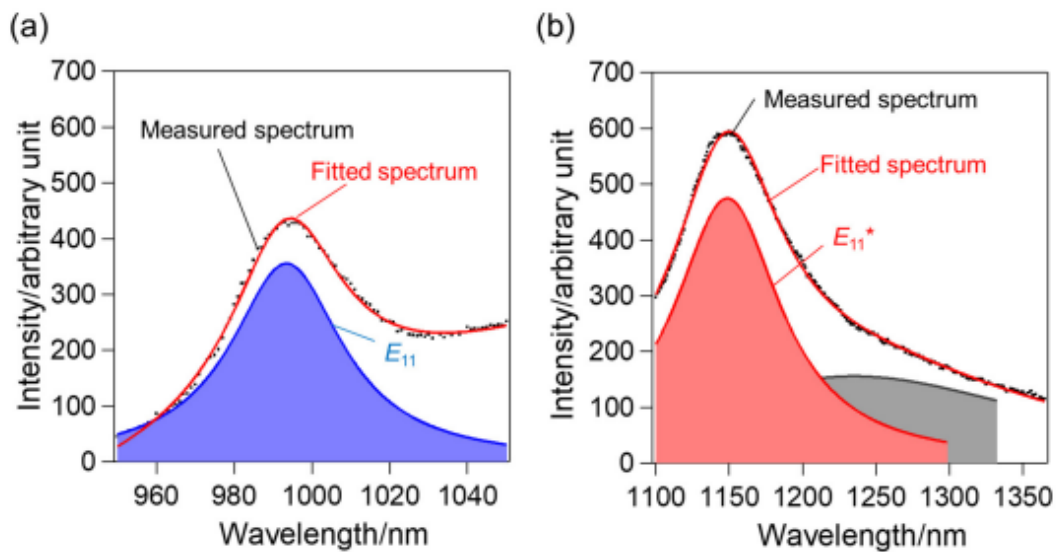 (a)
700
600
500
400
300
200
100
0
Intensity/arbitrary unit
Measured spectrum
Fitted spectrum
E11
960 980 1000 1020 1040
Wavelength/nm
(b)
700
600
500
400
300
200
100
0
Intensity/arbitrary unit
Measured spectrum
Fitted spectrum
E11*
1100 1150 1200 1250 1300 1350
Wavelength/nm